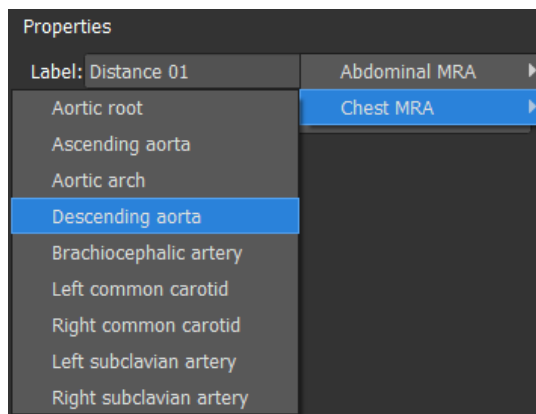 Properties
Label: Distance 01
Abdominal MRA
Chest MRA
Aortic root
Ascending aorta
Aortic arch
Descending aorta
Brachiocephalic artery
Left common carotid
Right common carotid
Left subclavian artery
Right subclavian artery